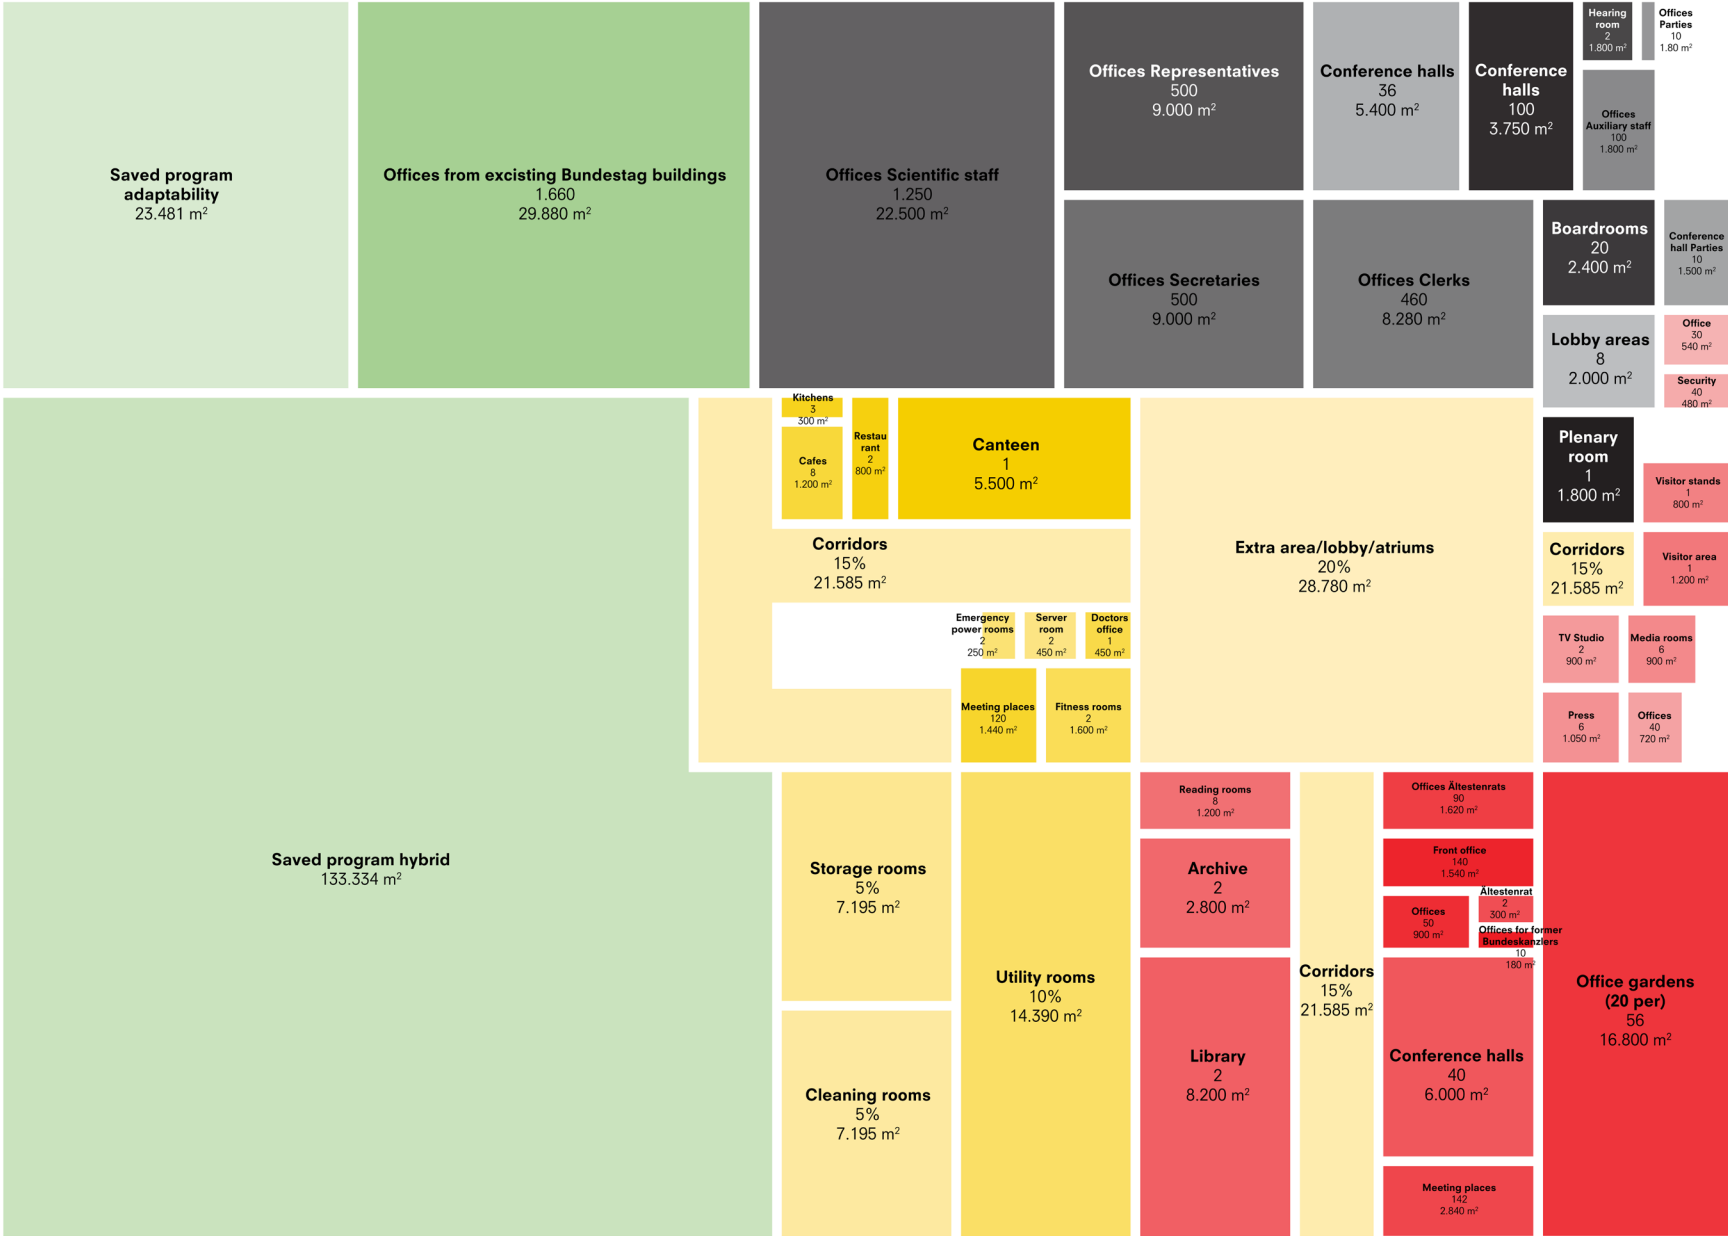 Saved program
adaptability
23.481 m²
Offices from excisting Bundestag buildings
1.660
29.880 m²
Offices Scientific staff
1.250
22.500 m²
Offices Representatives
500
9.000 m²
Conference halls
36
5.400 m²
Conference
halls
100
3.750 m²
Hearing
room
2
1.800 m²
Offices
Parties
10
1.80 m²
Offices
Auxiliary staff
100
1.800 m²
Offices Secretaries
500
9.000 m²
Offices Clerks
460
8.280 m²
Boardrooms
20
2.400 m²
Conference
hall Parties
10
1.500 m²
Lobby areas
8
2.000 m²
Office
30
540 m²
Security
40
480 m²
Saved program hybrid
133.334 m²
Kitchens
3
300 m²
Cafes
8
1.200 m²
Restau
rant
2
800 m²
Canteen
1
5.500 m²
Corridors
15%
21.585 m²
Emergency
power rooms
2
250 m²
Server
room
2
450 m²
Doctors
office
1
450 m²
Meeting places
120
1.440 m²
Fitness rooms
2
1.600 m²
Extra area/lobby/atriums
20%
28.780 m²
Plenary
room
1
1.800 m²
Visitor stands
1
800 m²
Corridors
15%
21.585 m²
Visitor area
1
1.200 m²
TV Studio
2
900 m²
Media rooms
6
900 m²
Press
6
1.050 m²
Offices
40
720 m²
Storage rooms
5%
7.195 m²
Cleaning rooms
5%
7.195 m²
Utility rooms
10%
14.390 m²
Reading rooms
8
1.200 m²
Archive
2
2.800 m²
Library
2
8.200 m²
Corridors
15%
21.585 m²
Offices Ältestenrats
90
1.620 m²
Front office
140
1.540 m²
Offices
50
900 m²
Ältestenrat
2
300 m²
Offices for former
Bundeskanzlers
10
180 m²
Conference halls
40
6.000 m²
Meeting places
142
2.840 m²
Office gardens
(20 per)
56
16.800 m²